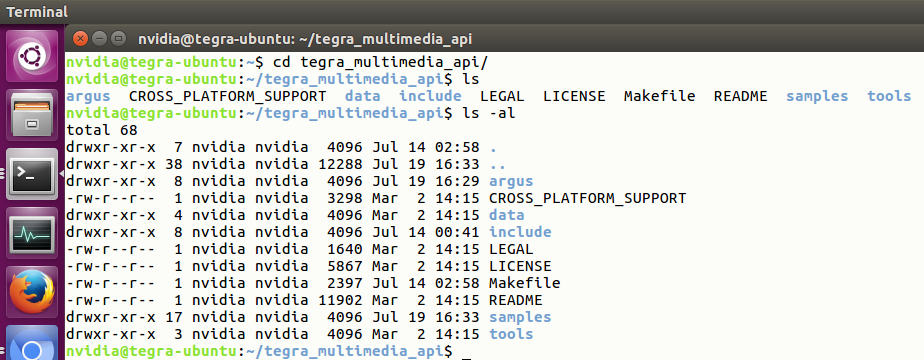 Terminal
nvidia@tegra-ubuntu: ~/tegra_multimedia_api
nvidia@tegra-ubuntu:~$ cd tegra_multimedia_api/
nvidia@tegra-ubuntu:~/tegra_multimedia_api$ ls
argus  CROSS_PLATFORM_SUPPORT  data  include  LEGAL  LICENSE  Makefile  README  samples  tools
nvidia@tegra-ubuntu:~/tegra_multimedia_api$ ls -al
total 68
drwxr-xr-x  7 nvidia nvidia  4096 Jul 14 02:58 .
drwxr-xr-x 38 nvidia nvidia 12288 Jul 19 16:33 ..
drwxr-xr-x  8 nvidia nvidia  4096 Jul 19 16:29 argus
-rw-r--r--  1 nvidia nvidia  3298 Mar  2 14:15 CROSS_PLATFORM_SUPPORT
drwxr-xr-x  4 nvidia nvidia  4096 Mar  2 14:15 data
drwxr-xr-x  8 nvidia nvidia  4096 Jul 14 00:41 include
-rw-r--r--  1 nvidia nvidia  1640 Mar  2 14:15 LEGAL
-rw-r--r--  1 nvidia nvidia  5867 Mar  2 14:15 LICENSE
-rw-r--r--  1 nvidia nvidia  2397 Jul 14 02:58 Makefile
-rw-r--r--  1 nvidia nvidia 11902 Mar  2 14:15 README
drwxr-xr-x 17 nvidia nvidia  4096 Jul 19 16:33 samples
drwxr-xr-x  3 nvidia nvidia  4096 Mar  2 14:15 tools
nvidia@tegra-ubuntu:~/tegra_multimedia_api$ _